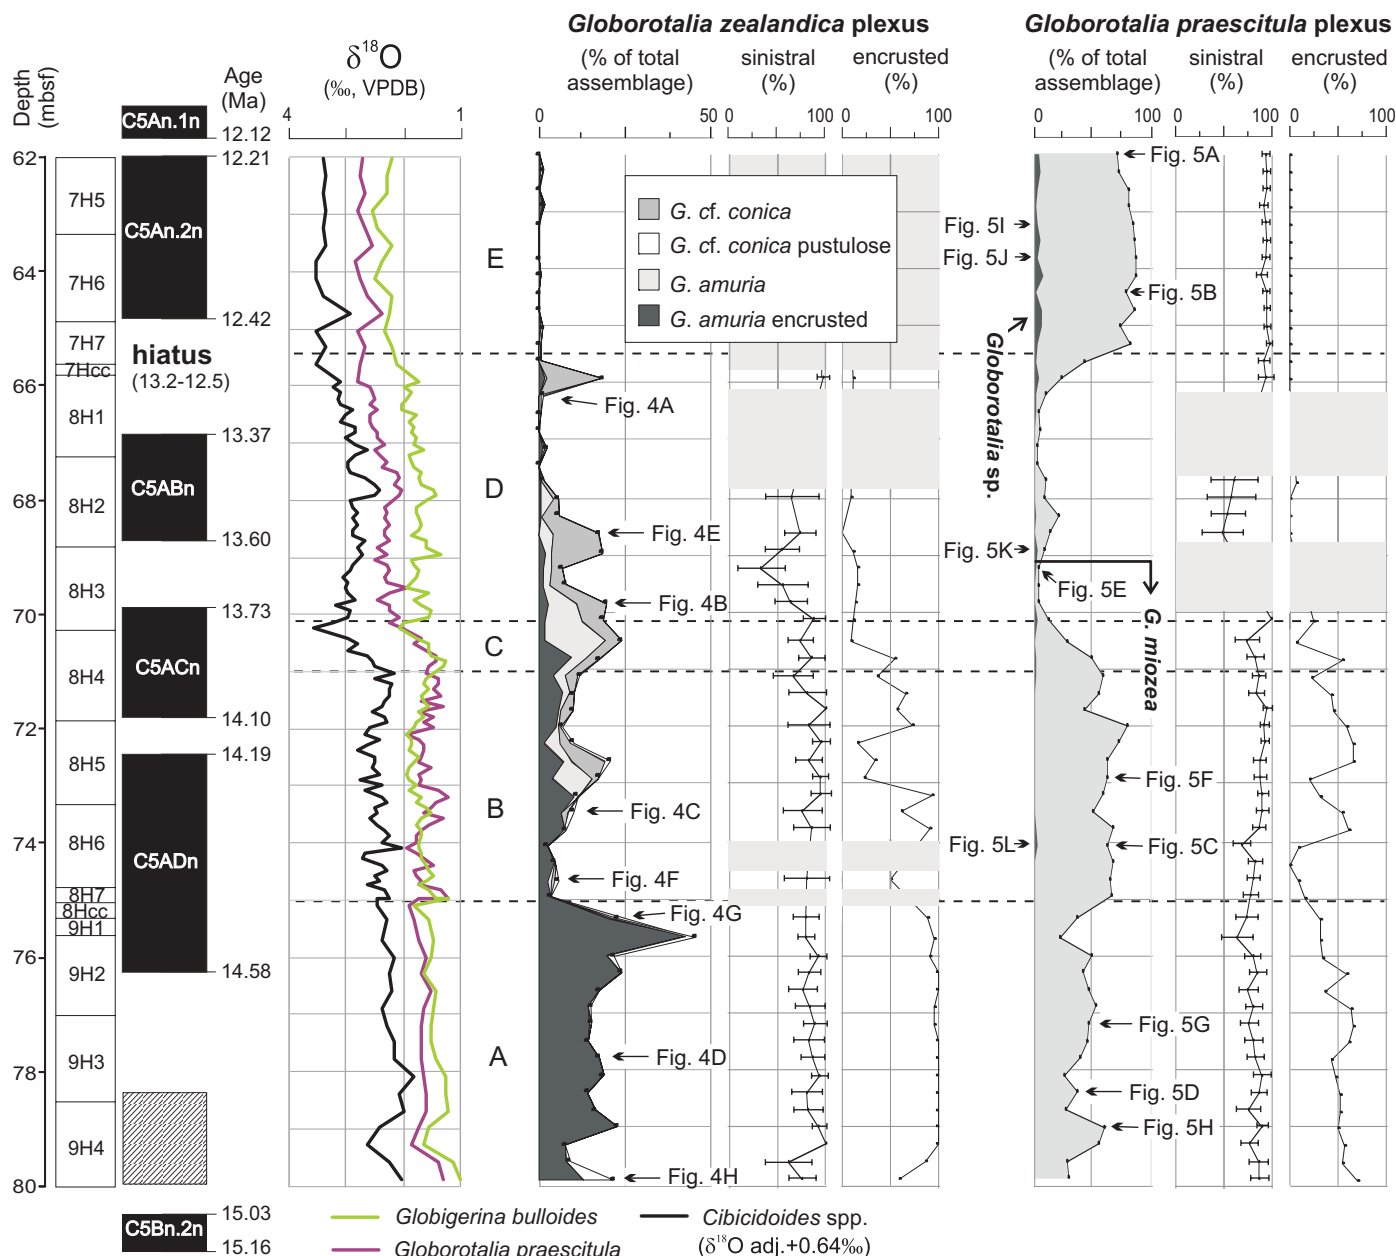 Globorotalia zealandica plexus
Globorotalia praescitula plexus
Depth
(mbsf)
Age
(Ma)
δ18O
(‰, VPDB)
4
1
(% of total
assemblage)
0
50
sinistral
(%)
0
100
encrusted
(%)
0
100
(% of total
assemblage)
0
100
sinistral
(%)
0
100
encrusted
(%)
0
100
62
64
66
68
70
72
74
76
78
80
7H5
7H6
7H7
7Hcc
8H1
8H2
8H3
8H4
8H5
8H6
8H7
8Hcc
9H1
9H2
9H3
9H4
C5An.1n
12.12
12.21
C5An.2n
12.42
hiatus
(13.2-12.5)
13.37
C5ABn
13.60
13.73
C5ACn
14.10
14.19
C5ADn
14.58
C5Bn.2n
15.03
15.16
E
D
C
B
A
G. cf. conica
G. cf. conica pustulose
G. amuria
G. amuria encrusted
Fig. 4A
Fig. 4E
Fig. 4B
Fig. 4C
Fig. 4F
Fig. 4G
Fig. 4D
Fig. 4H
Fig. 5A
Fig. 5I
Fig. 5J
Fig. 5B
Globorotalia sp.
Fig. 5K
Fig. 5E
G. miozea
Fig. 5F
Fig. 5L
Fig. 5C
Fig. 5G
Fig. 5D
Fig. 5H
Globigerina bulloides
Globorotalia praescitula
Cibicidoides spp.
(δ18O adj.+0.64‰)